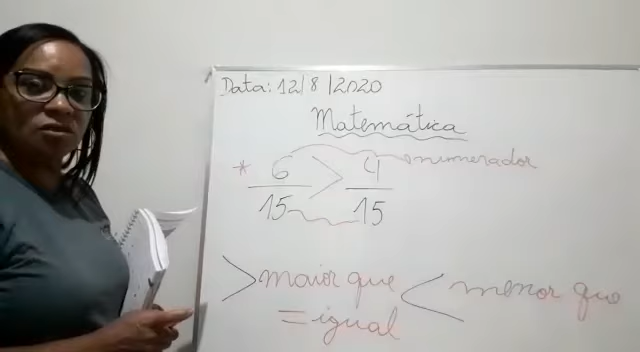 Data: 12/8/2020
Matemática
* 6/15 > 4/15 numerador
> maior que < menor que
= igual